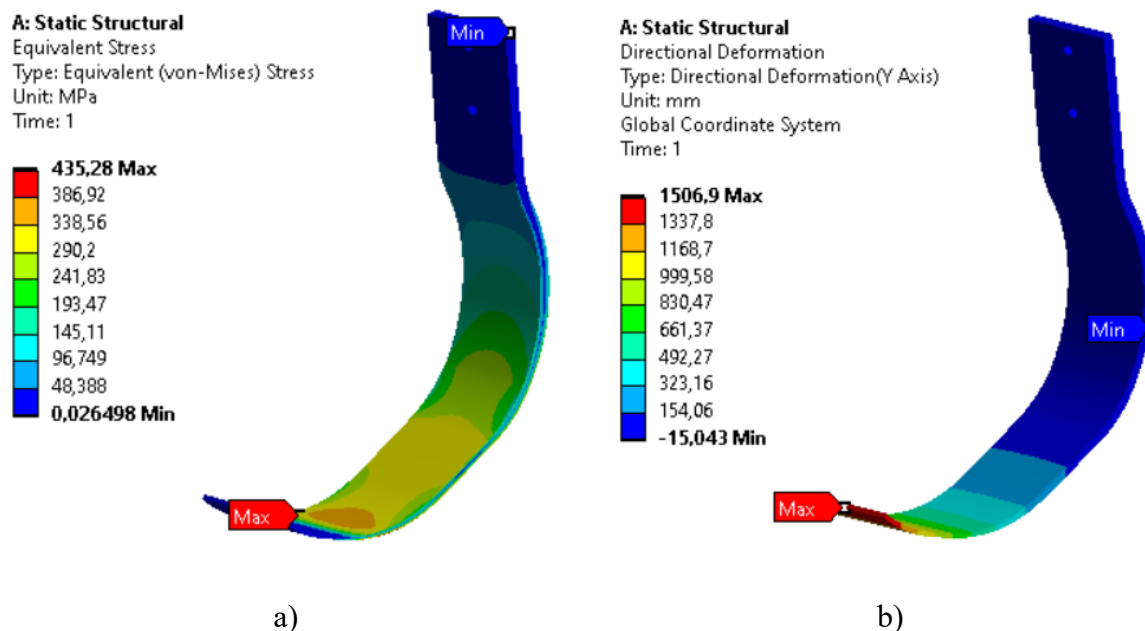 A: Static Structural
Equivalent Stress
Type: Equivalent (von-Mises) Stress
Unit: MPa
Time: 1
435,28 Max
386,92
338,56
290,2
241,83
193,47
145,11
96,749
48,388
0,026498 Min
Min
Max
a)
A: Static Structural
Directional Deformation
Type: Directional Deformation(Y Axis)
Unit: mm
Global Coordinate System
Time: 1
1506,9 Max
1337,8
1168,7
999,58
830,47
661,37
492,27
323,16
154,06
-15,043 Min
Min
Max
b)